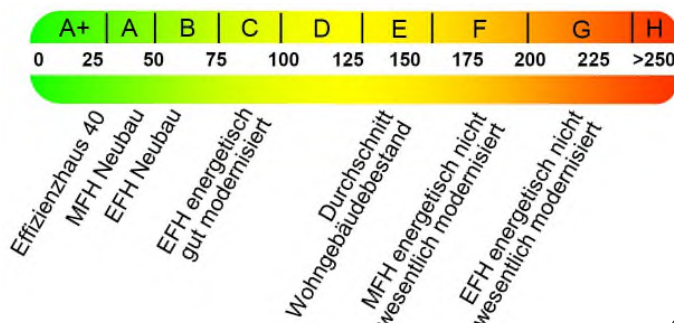 A+ A B C D E F G H
0 25 50 75 100 125 150 175 200 225 >250
Effizienzhaus 40
MFH Neubau
EFH Neubau
EFH energetisch
gut modernisiert
Durchschnitt
Wohngebäudebestand
MFH energetisch nicht
wesentlich modernisiert
EFH energetisch nicht
wesentlich modernisiert